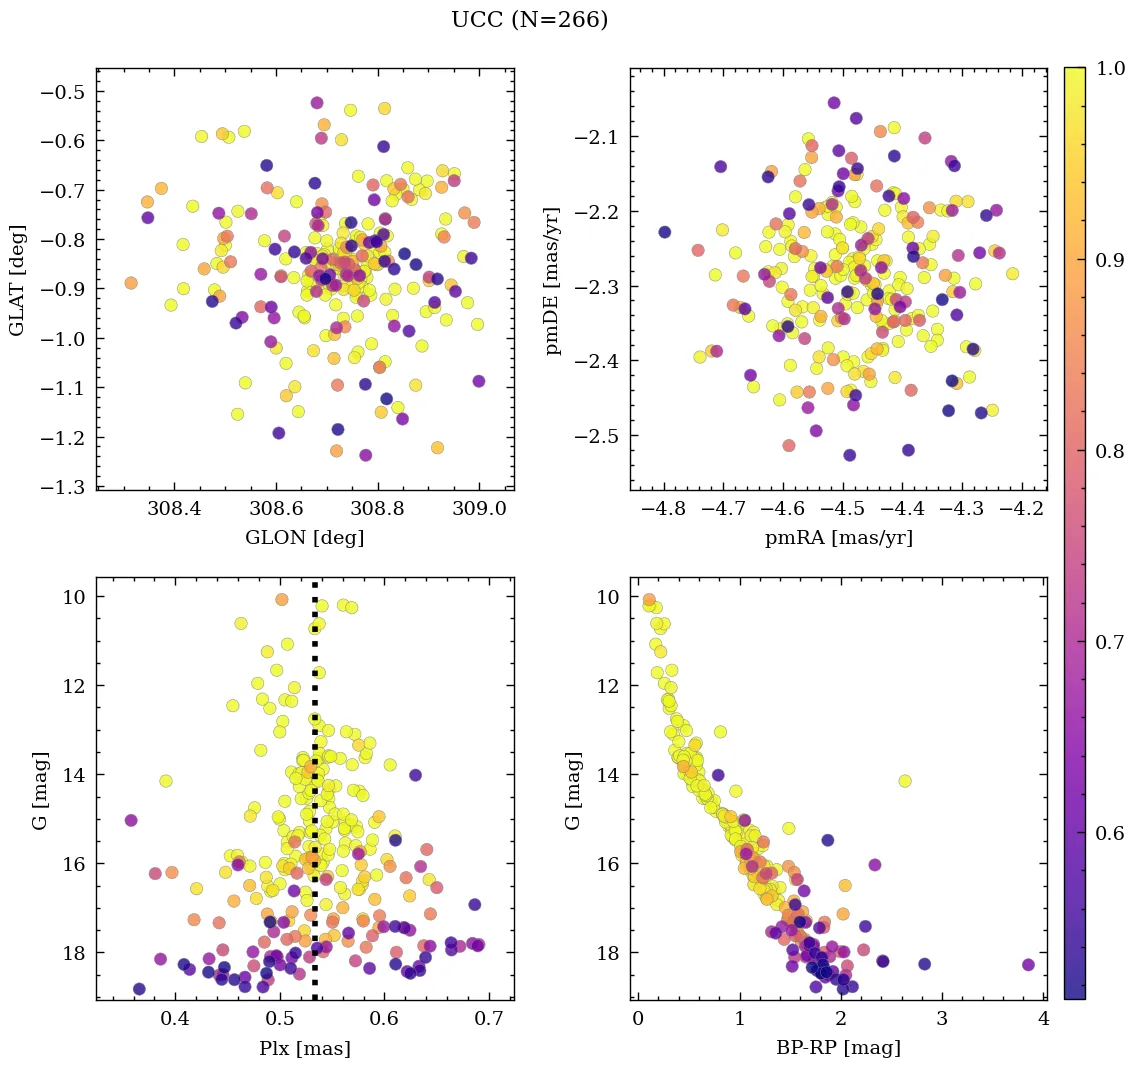 UCC (N=266)
−0.5
−0.6
−0.7
−0.8
−0.9
−1.0
−1.1
−1.2
−1.3
GLAT [deg]
308.4 308.6 308.8 309.0
GLON [deg]
−2.1
−2.2
−2.3
−2.4
−2.5
pmDE [mas/yr]
−4.8 −4.7 −4.6 −4.5 −4.4 −4.3 −4.2
pmRA [mas/yr]
1.0
0.9
0.8
0.7
0.6
10
12
14
16
18
G [mag]
0.4 0.5 0.6 0.7
Plx [mas]
10
12
14
16
18
G [mag]
0 1 2 3 4
BP-RP [mag]